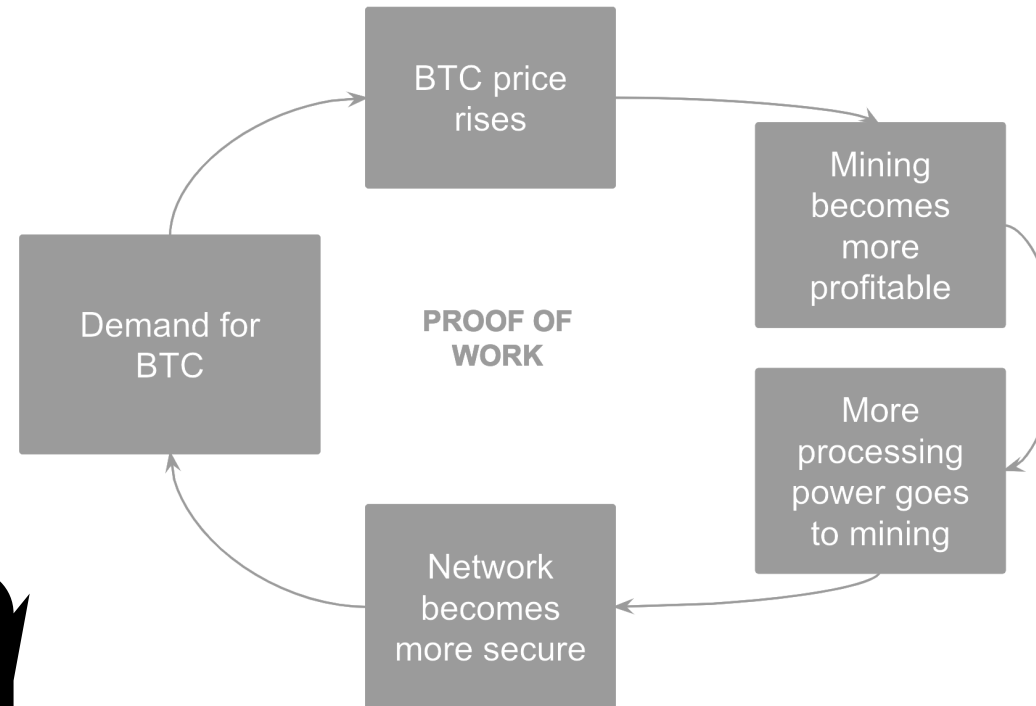 BTC price
rises
Mining
becomes
more
profitable
Demand for
BTC
PROOF OF
WORK
More
processing
power goes
to mining
Network
becomes
more secure